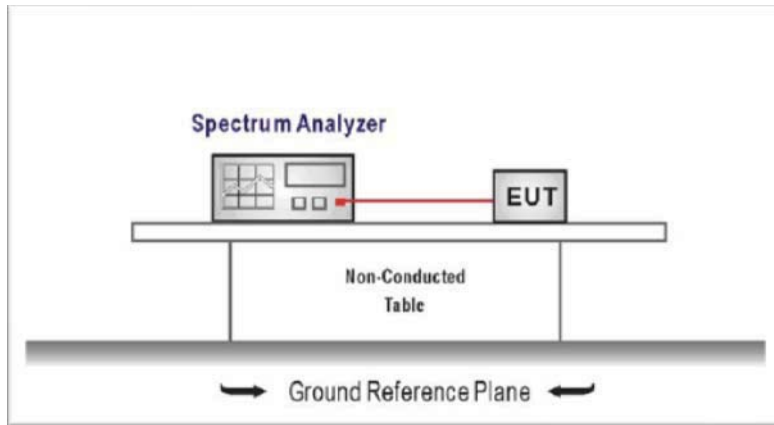 Spectrum Analyzer
EUT
Non-Conducted
Table
Ground Reference Plane